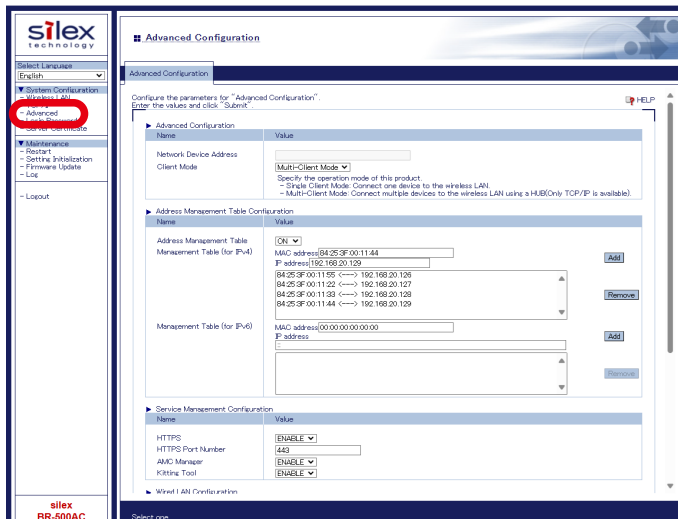 silex
technology
Select Language
English
▼ System Configuration
- Wireless LAN
- Advanced
- Login Password
- Server Certificate
▼ Maintenance
- Restart
- Setting Initialization
- Firmware Update
- Log
- Logout
silex
BR-500AC
Advanced Configuration
Advanced Configuration
Configure the parameters for "Advanced Configuration".
Enter the values and click "Submit".
HELP
▶ Advanced Configuration
Name Value
Network Device Address
Client Mode Multi-Client Mode
Specify the operation mode of this product.
- Single Client Mode: Connect one device to the wireless LAN.
- Multi-Client Mode: Connect multiple devices to the wireless LAN using a HUB(Only TCP/IP is available).
▶ Address Management Table Configuration
Name Value
Address Management Table ON
Management Table (for IPv4) MAC address 84:25:3F:00:11:44
IP address 192.168.20.129
Add
84:25:3F:00:11:55 <---> 192.168.20.126
84:25:3F:00:11:22 <---> 192.168.20.127
84:25:3F:00:11:33 <---> 192.168.20.128
84:25:3F:00:11:44 <---> 192.168.20.129
Remove
Management Table (for IPv6) MAC address 00:00:00:00:00:00
IP address
::
Add
Remove
▶ Service Management Configuration
Name Value
HTTPS ENABLE
HTTPS Port Number 443
AMC Manager ENABLE
Kitting Tool ENABLE
▶ Wired LAN Configuration
Select one